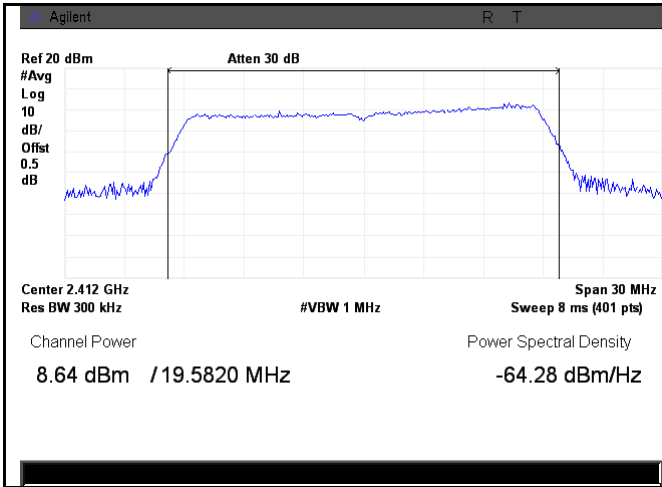 Agilent R T
Ref 20 dBm Atten 30 dB
#Avg
Log
10
dB/
Offst
0.5
dB
Center 2.412 GHz Span 30 MHz
Res BW 300 kHz #VBW 1 MHz Sweep 8 ms (401 pts)
Channel Power Power Spectral Density
8.64 dBm / 19.5820 MHz -64.28 dBm/Hz